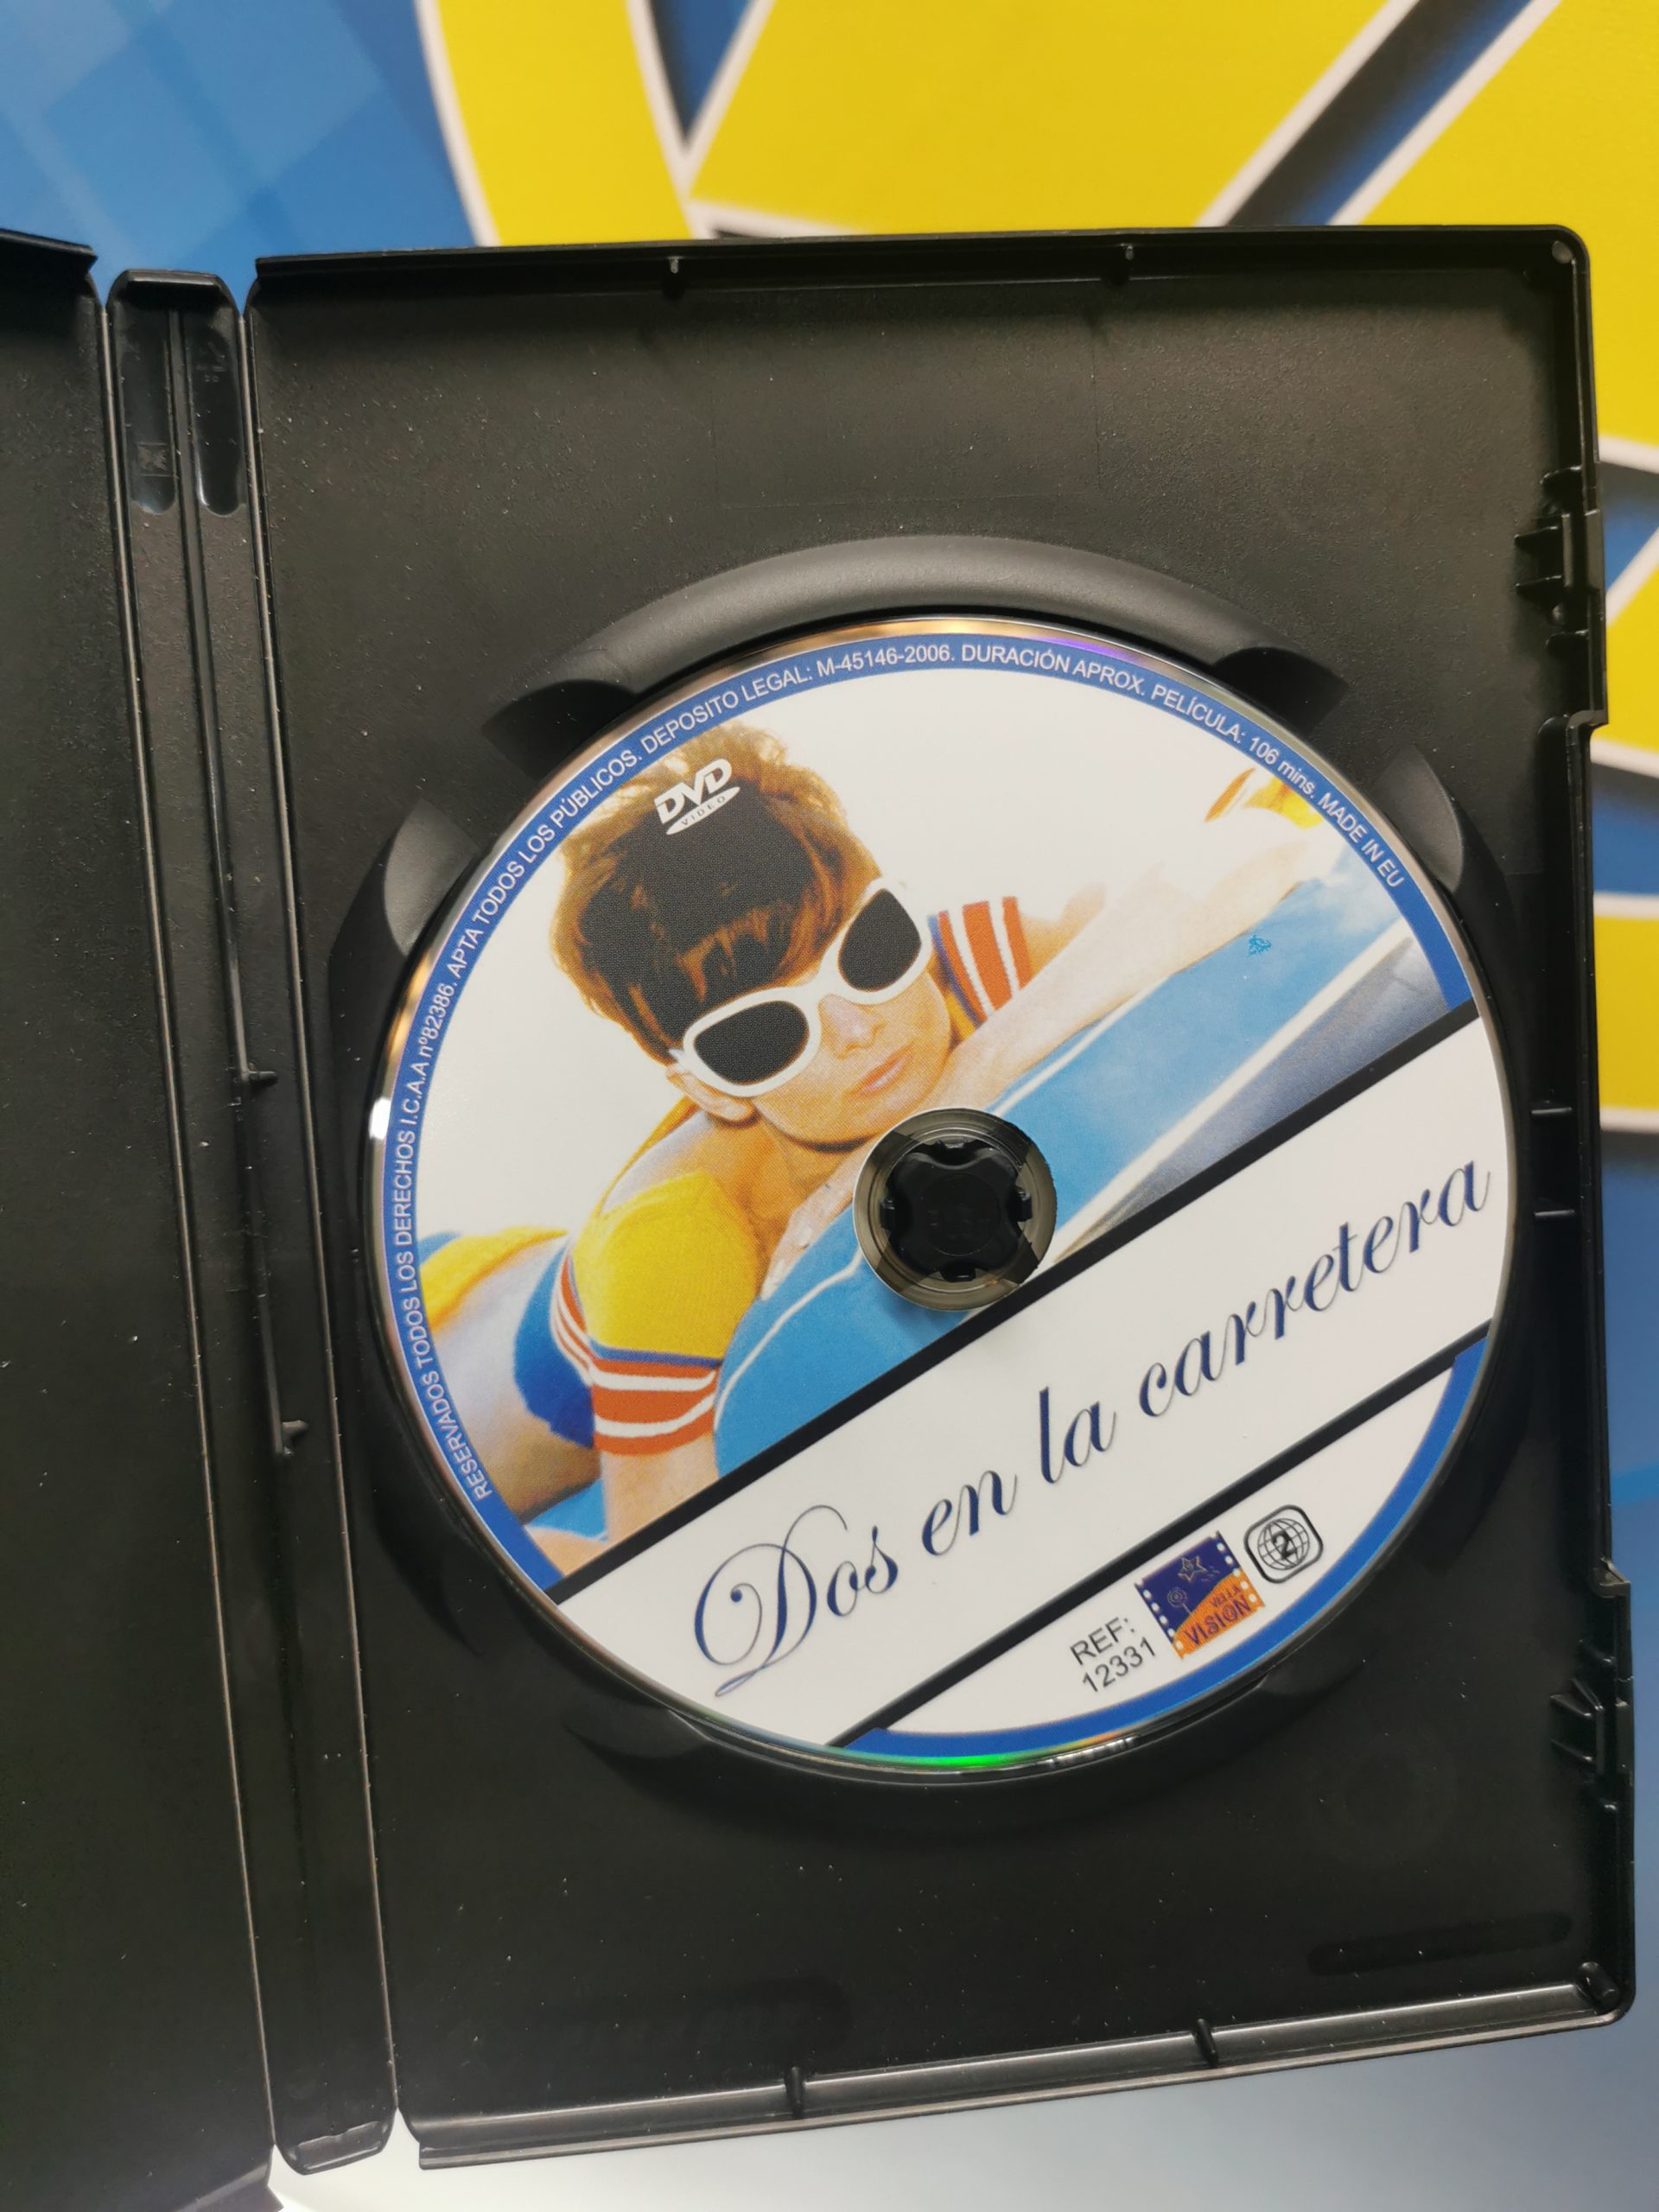 RESERVADOS TODOS LOS DERECHOS I.C.A.A nº82386. APTA TODOS LOS PÚBLICOS. DEPOSITO LEGAL: M-45146-2006. DURACIÓN APROX. PELÍCULA: 106 mins. MADE IN EU
DVD
VIDEO
Dos en la carretera
REF:
12331
VELLA
VISION
2